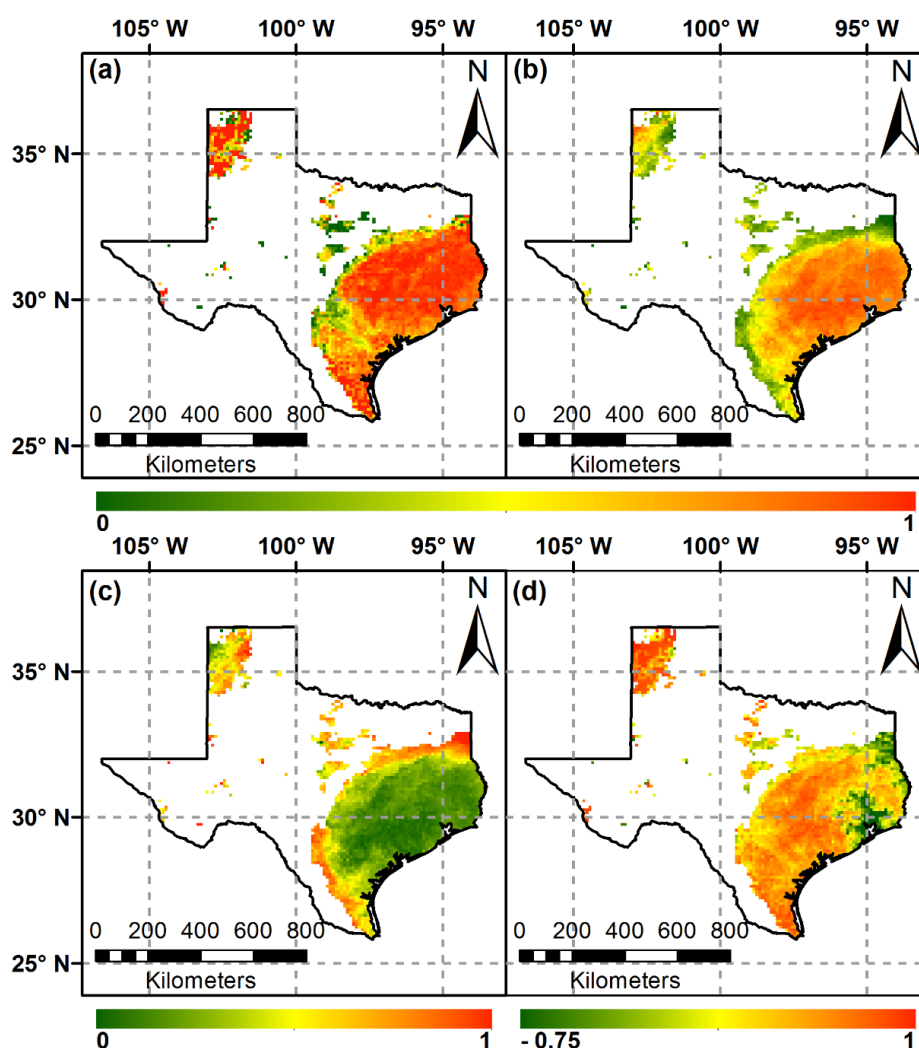 105° W 100° W 95° W 105° W 100° W 95° W
(a) N (b) N
35° N
30° N
0 200 400 600 800 0 200 400 600 800
25° N
Kilometers Kilometers
0 1
105° W 100° W 95° W 105° W 100° W 95° W
(c) N (d) N
35° N
30° N
0 200 400 600 800 0 200 400 600 800
25° N
Kilometers Kilometers
0 1 - 0.75 1